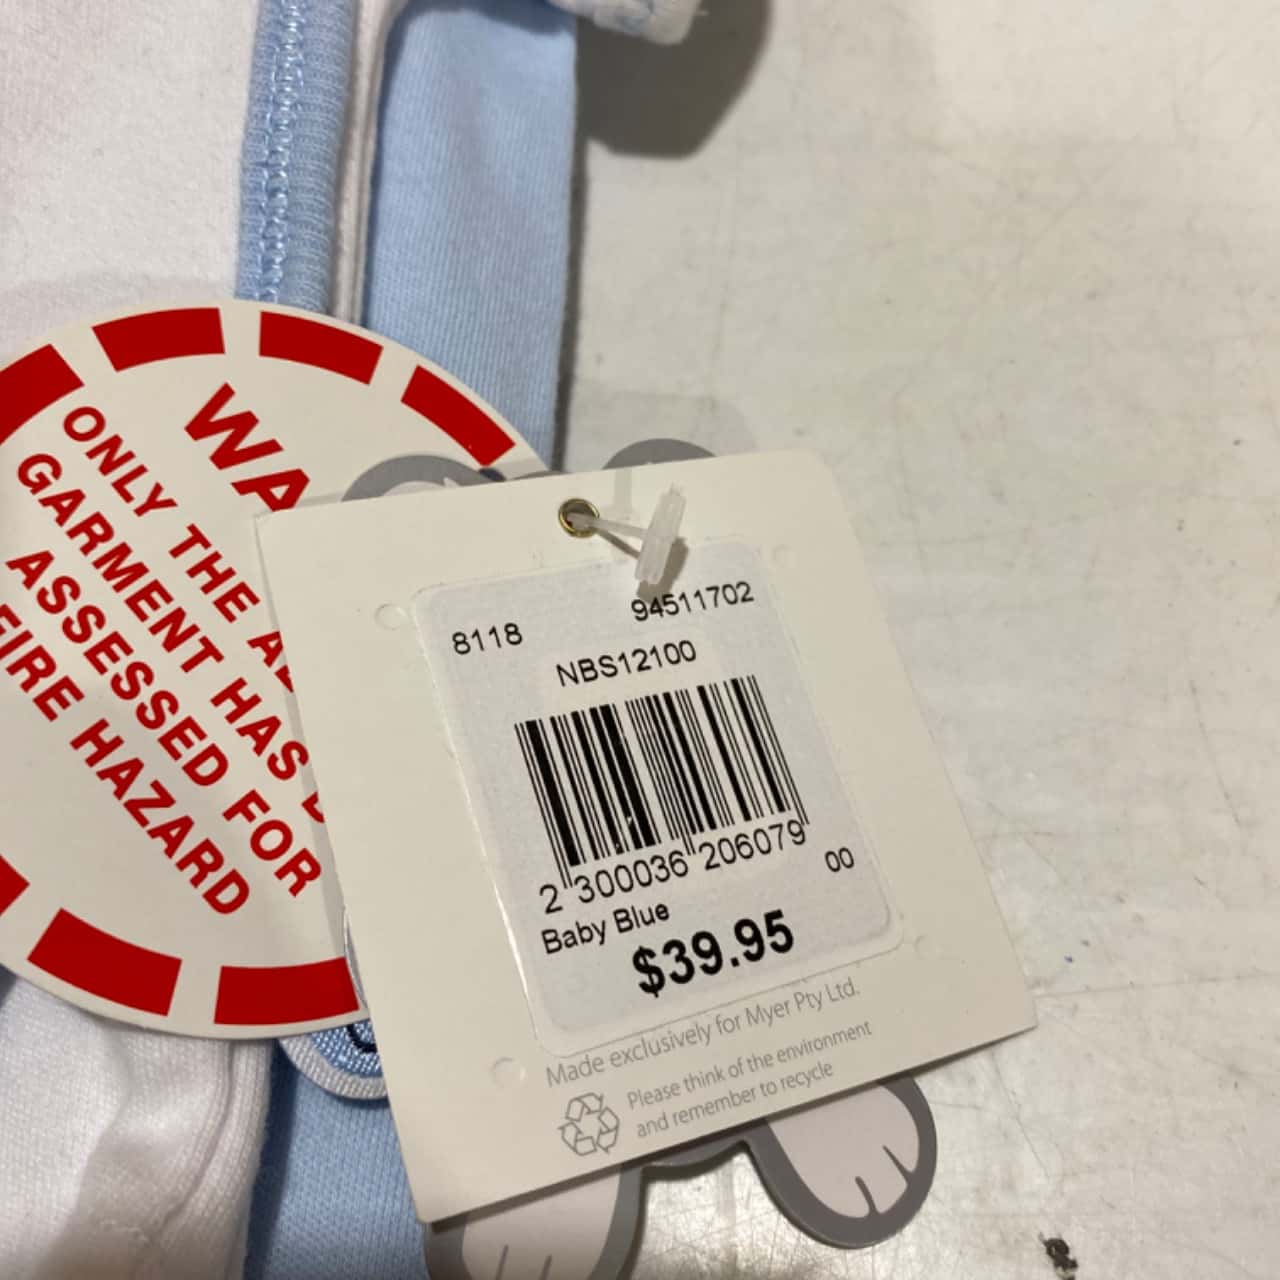 WA
ONLY THE
GARMENT HAS
ASSESSED FOR
FIRE HAZARD
8118
94511702
NBS12100
2 300036 206079
00
Baby Blue
$39.95
Made exclusively for Myer Pty Ltd.
Please think of the environment
and remember to recycle